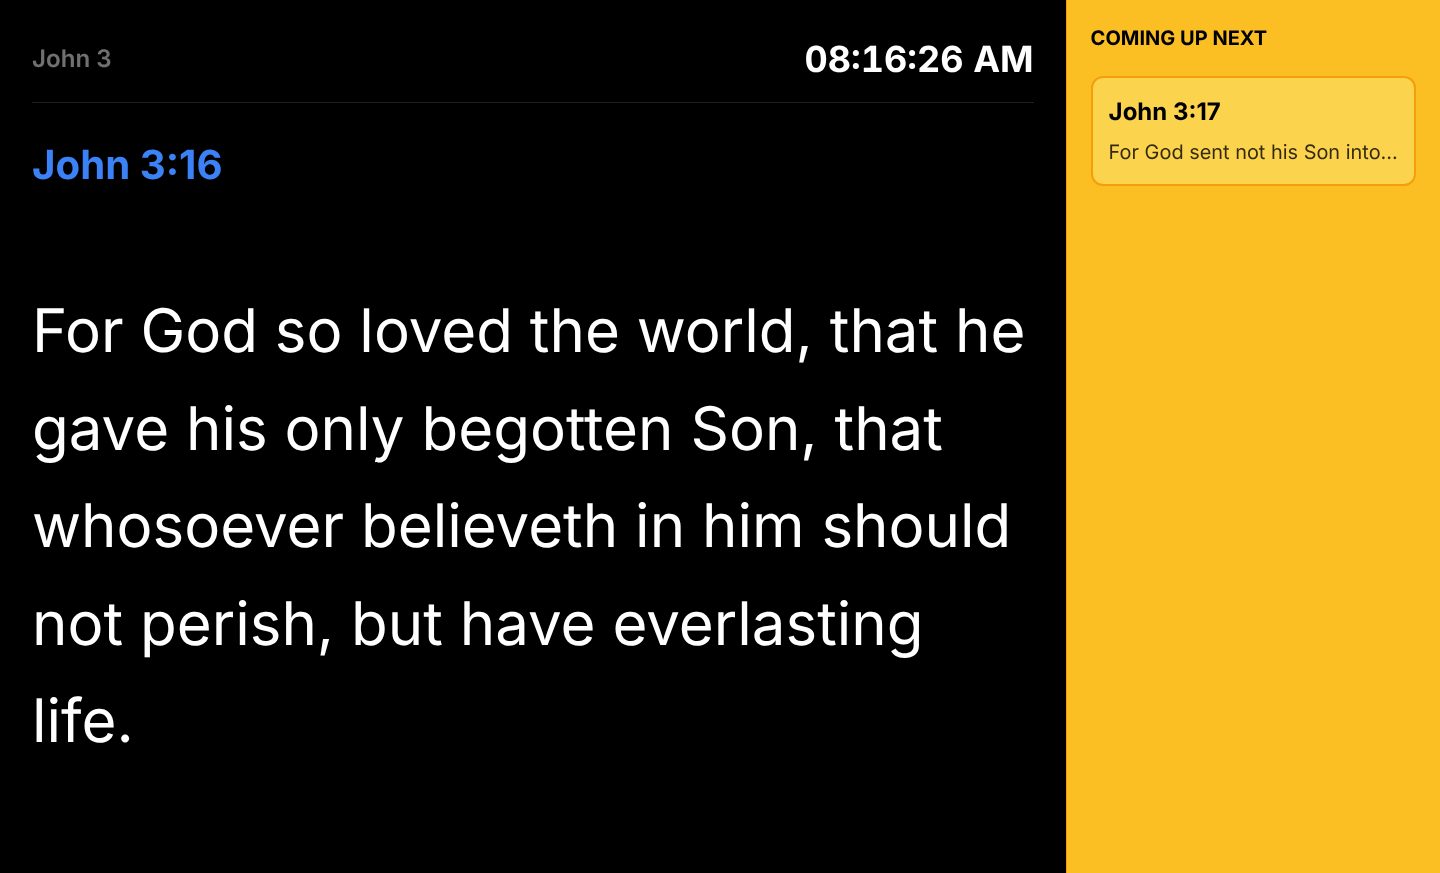 John 3
08:16:26 AM
John 3:16
For God so loved the world, that he
gave his only begotten Son, that
whosoever believeth in him should
not perish, but have everlasting
life.
COMING UP NEXT
John 3:17
For God sent not his Son into...